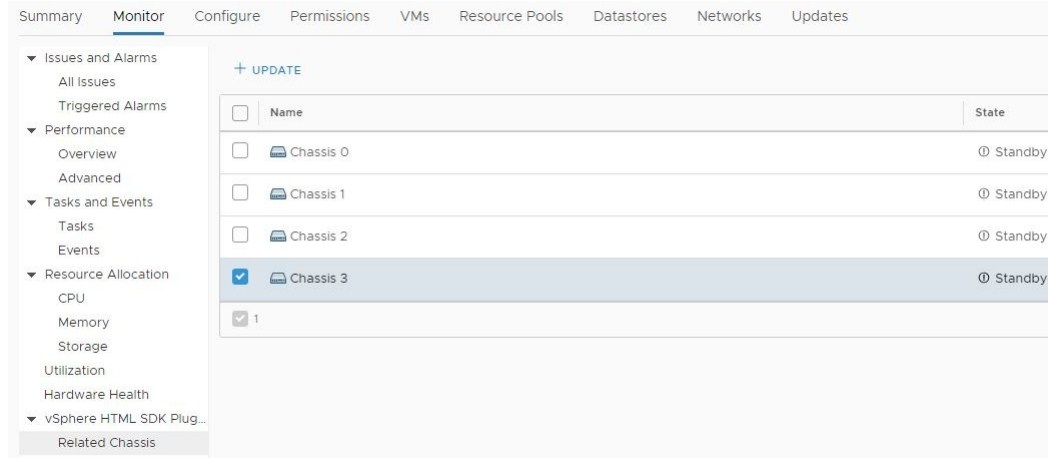 Summary Monitor Configure Permissions VMs Resource Pools Datastores Networks Updates
Issues and Alarms
All Issues
Triggered Alarms
Performance
Overview
Advanced
Tasks and Events
Tasks
Events
Resource Allocation
CPU
Memory
Storage
Utilization
Hardware Health
vSphere HTML SDK Plug...
Related Chassis
+ UPDATE
Name State
Chassis 0 Standby
Chassis 1 Standby
Chassis 2 Standby
Chassis 3 Standby
1